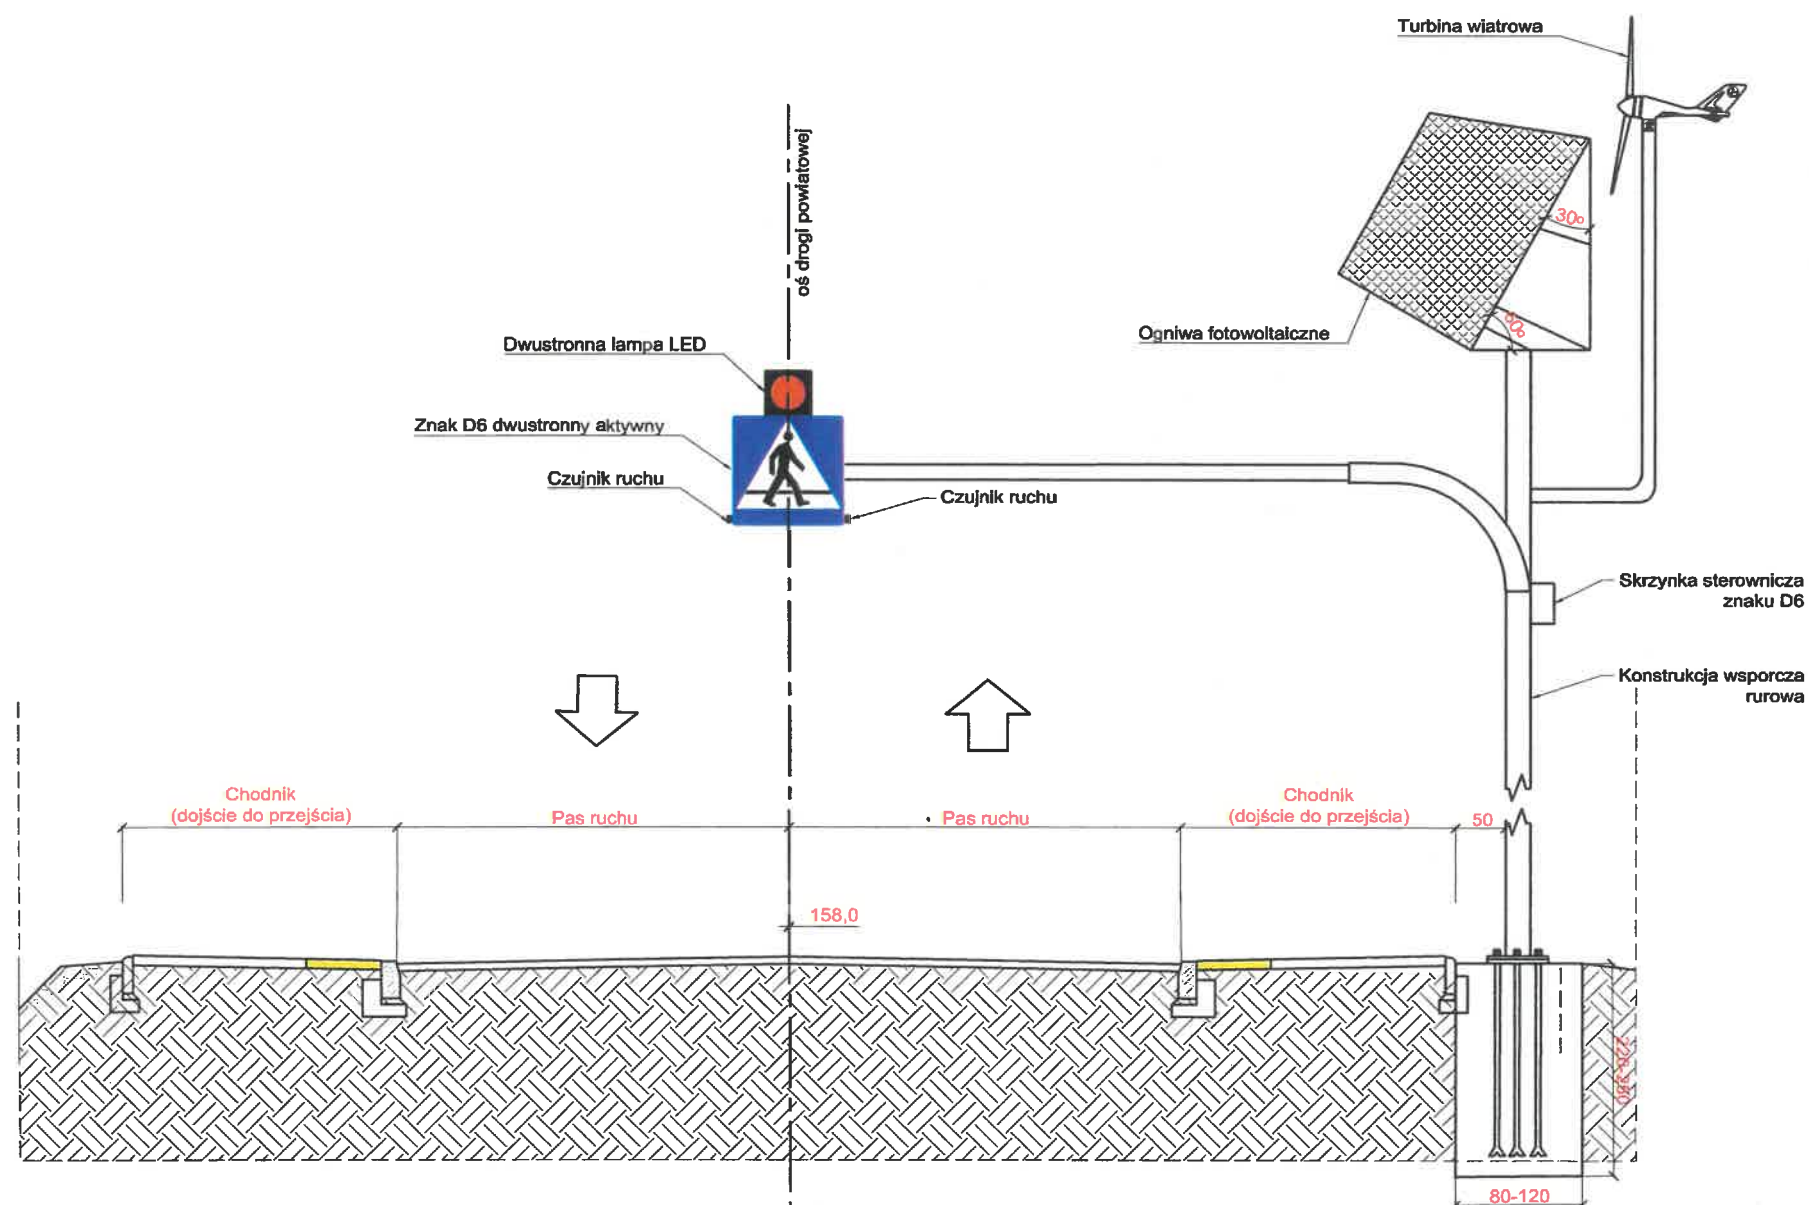 Turbina wiatrowa
oś drogi powiatowej
30º
60º
Ogniwa fotowoltaiczne
Dwustronna lampa LED
Znak D6 dwustronny aktywny
Czujnik ruchu
Czujnik ruchu
Skrzynka sterownicza
znaku D6
Konstrukcja wsporcza
rurowa
Chodnik
(dojście do przejścia)
Pas ruchu
Pas ruchu
Chodnik
(dojście do przejścia)
50
158,0
80-120